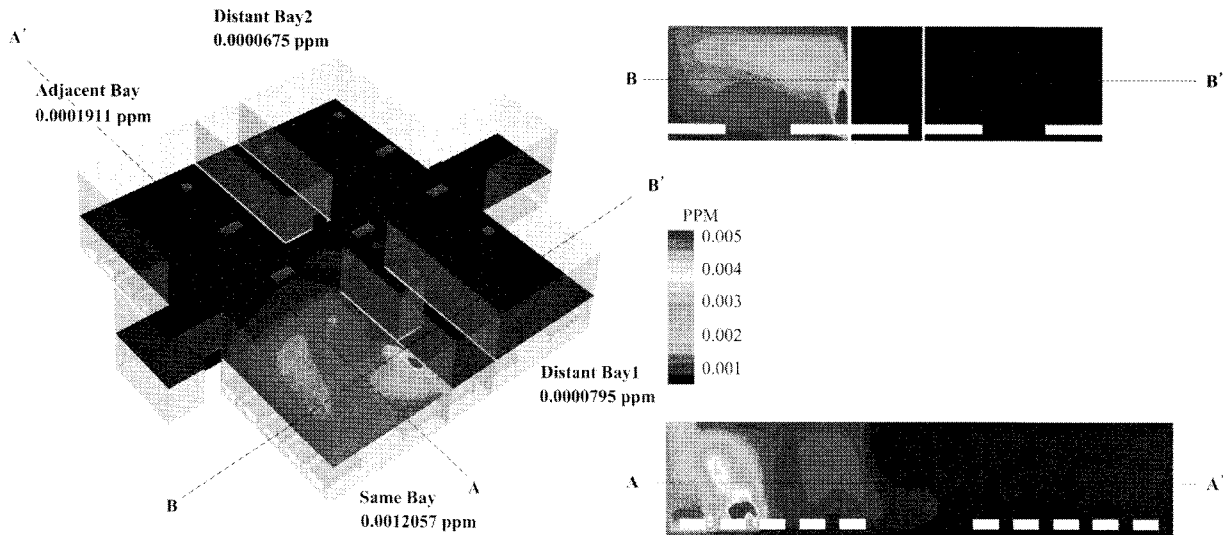 Distant Bay2
0.0000675 ppm
A'
Adjacent Bay
0.0001911 ppm
B'
Distant Bay1
0.0000795 ppm
B
A
Same Bay
0.0012057 ppm
B
B'
PPM
0.005
0.004
0.003
0.002
0.001
A
A'